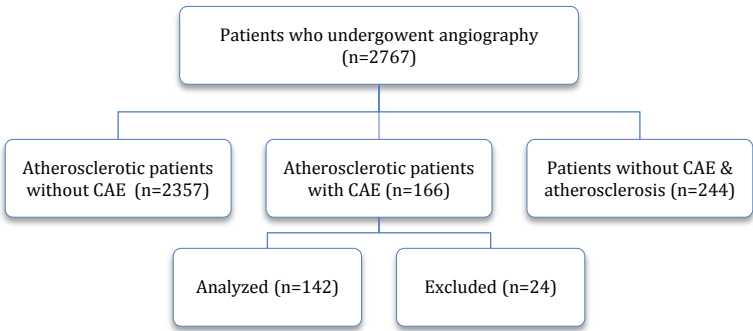 Patients who undergowent angiography
(n=2767)
Atherosclerotic patients
without CAE (n=2357)
Atherosclerotic patients
with CAE (n=166)
Patients without CAE &
atherosclerosis (n=244)
Analyzed (n=142)
Excluded (n=24)